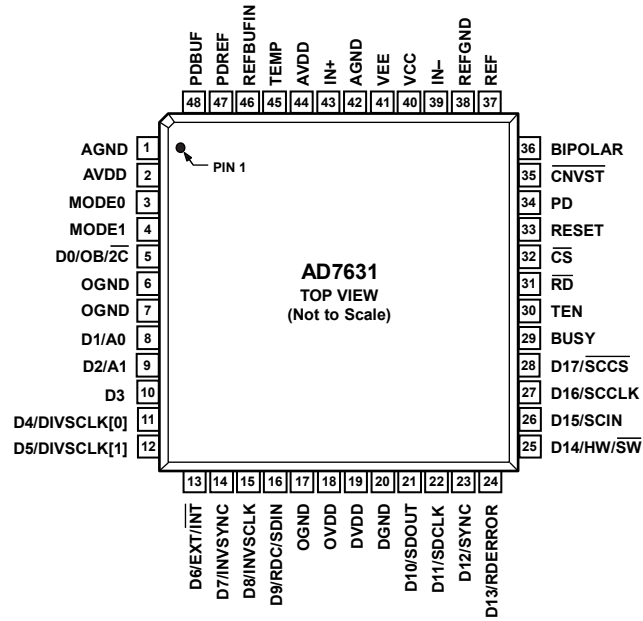 PDBUF
PDREF
REFBUFIN
TEMP
AVDD
IN+
AGND
VEE
VCC
IN–
REFGND
REF
48 47 46 45 44 43 42 41 40 39 38 37
AGND 1
AVDD 2
MODE0 3
MODE1 4
D0/OB/2C̅ 5
OGND 6
OGND 7
D1/A0 8
D2/A1 9
D3 10
D4/DIVSCLK[0] 11
D5/DIVSCLK[1] 12
PIN 1
AD7631
TOP VIEW
(Not to Scale)
36 BIPOLAR
35 C̅N̅V̅S̅T̅
34 PD
33 RESET
32 C̅S̅
31 R̅D̅
30 TEN
29 BUSY
28 D17/S̅C̅C̅S̅
27 D16/SCCLK
26 D15/SCIN
25 D14/HW/S̅W̅
13 14 15 16 17 18 19 20 21 22 23 24
D6/EXT/I̅N̅T̅
D7/INVSYNC
D8/INVSCLK
D9/RDC/SDIN
OGND
OVDD
DVDD
DGND
D10/SDOUT
D11/SDCLK
D12/SYNC
D13/RDERROR